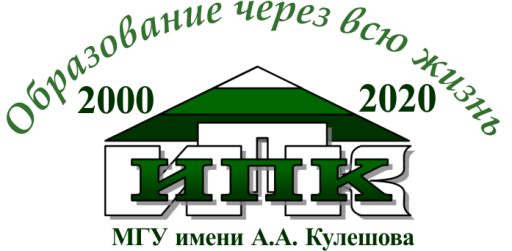 Образование через всю жизнь
2000 2020
ИПК
МГУ имени А.А. Кулешова